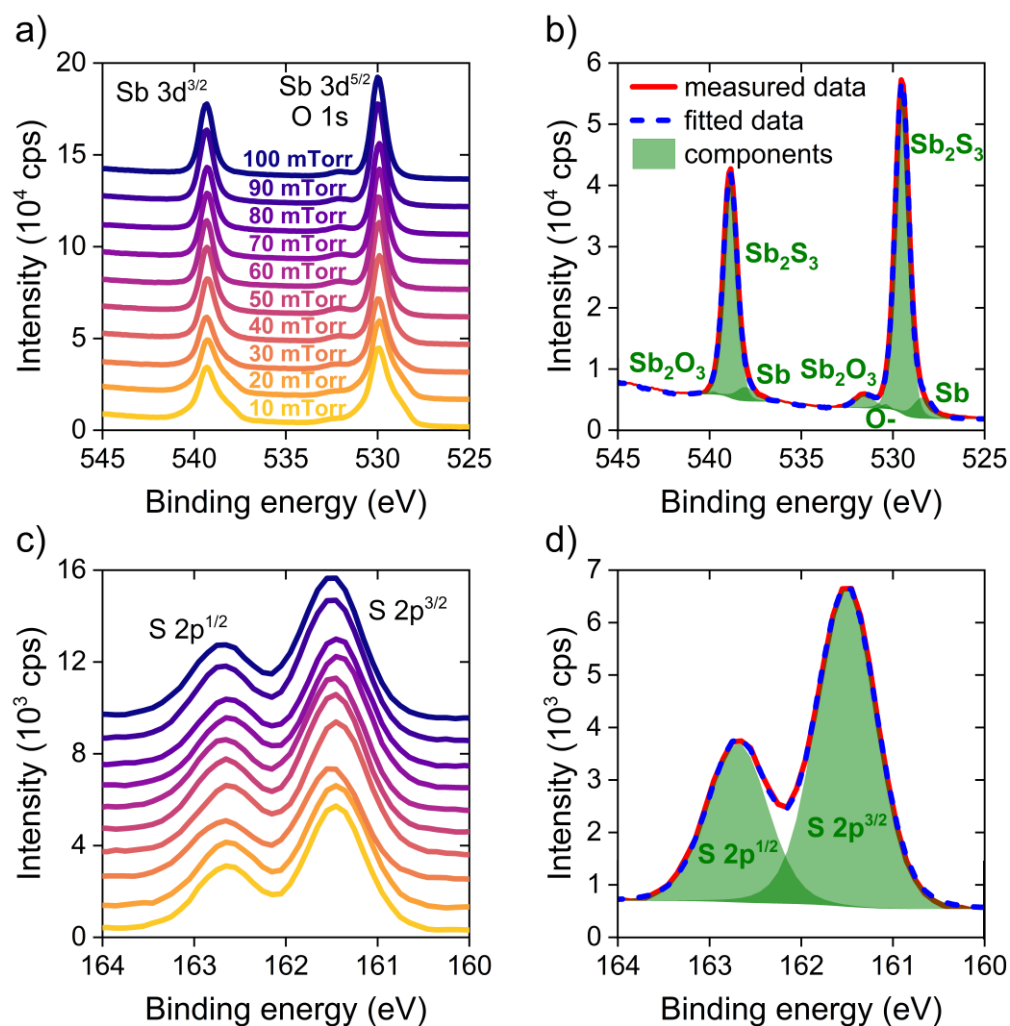 a)
20
15
10
5
0
Intensity (10⁴ cps)
Sb 3d³/²
Sb 3d⁵/²
O 1s
100 mTorr
90 mTorr
80 mTorr
70 mTorr
60 mTorr
50 mTorr
40 mTorr
30 mTorr
20 mTorr
10 mTorr
545 540 535 530 525
Binding energy (eV)
b)
6
5
4
3
2
1
0
Intensity (10⁴ cps)
measured data
fitted data
components
Sb₂S₃
Sb₂S₃
Sb₂O₃
Sb
Sb₂O₃
O-
Sb
545 540 535 530 525
Binding energy (eV)
c)
16
12
8
4
0
Intensity (10³ cps)
S 2p¹/²
S 2p³/²
164 163 162 161 160
Binding energy (eV)
d)
7
6
5
4
3
2
1
0
Intensity (10³ cps)
S 2p¹/²
S 2p³/²
164 163 162 161 160
Binding energy (eV)